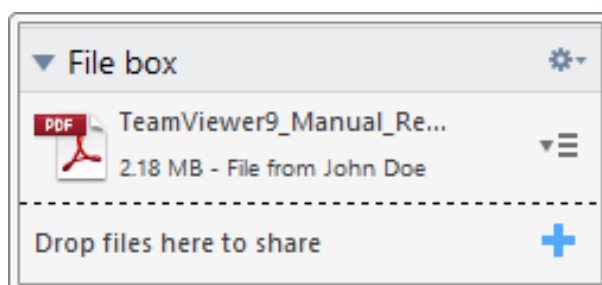 File box
PDF
TeamViewer9_Manual_Re...
2.18 MB - File from John Doe
Drop files here to share